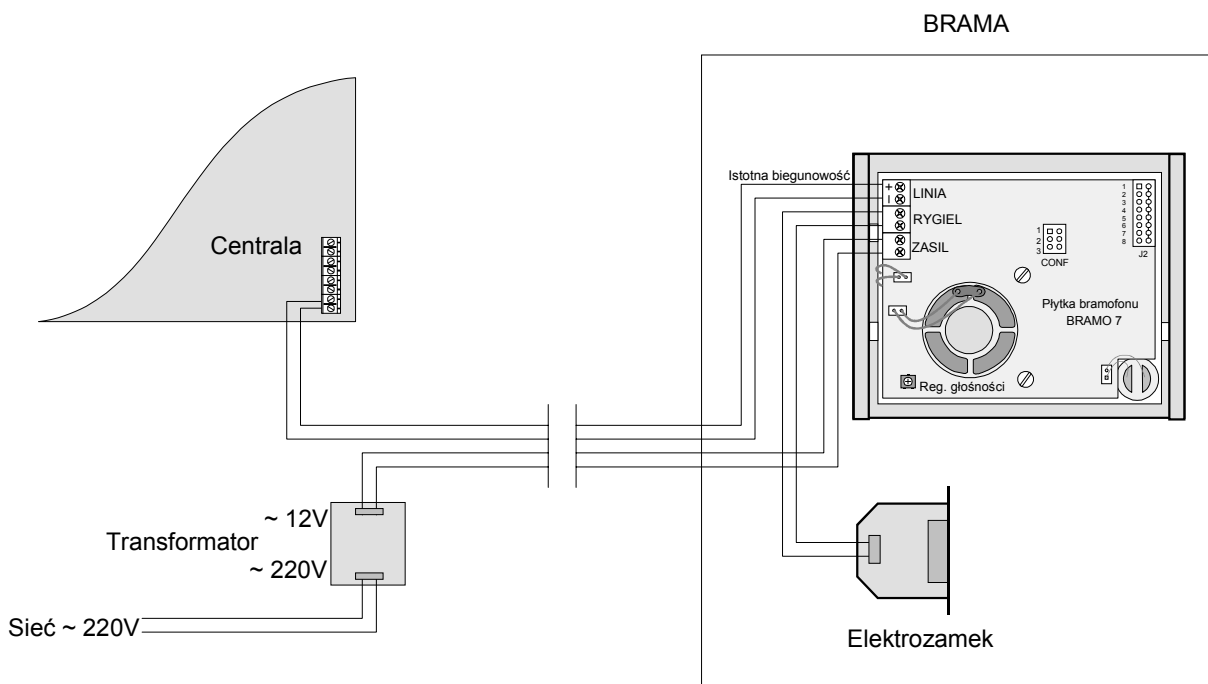 BRAMA
Istotna biegunowość
+
LINIA
–
RYGIEL
ZASIL
1
2
3
4
5
6
7
8
J2
1
2
3
CONF
Centrala
Płytka bramofonu
BRAMO 7
Reg. głośności
~ 12V
Transformator
~ 220V
Sieć ~ 220V
Elektrozamek